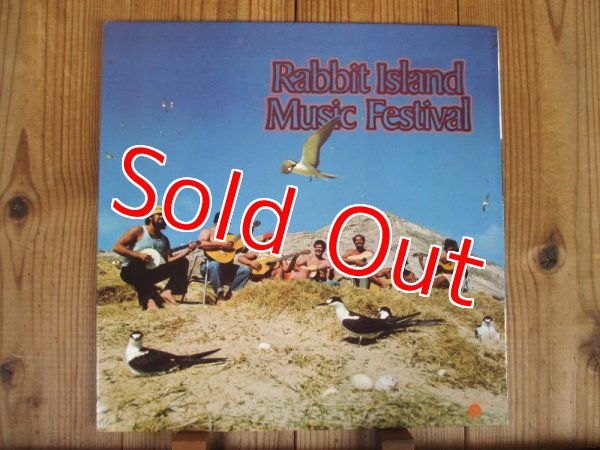 Rabbit Island
Music Festival
Sold Out